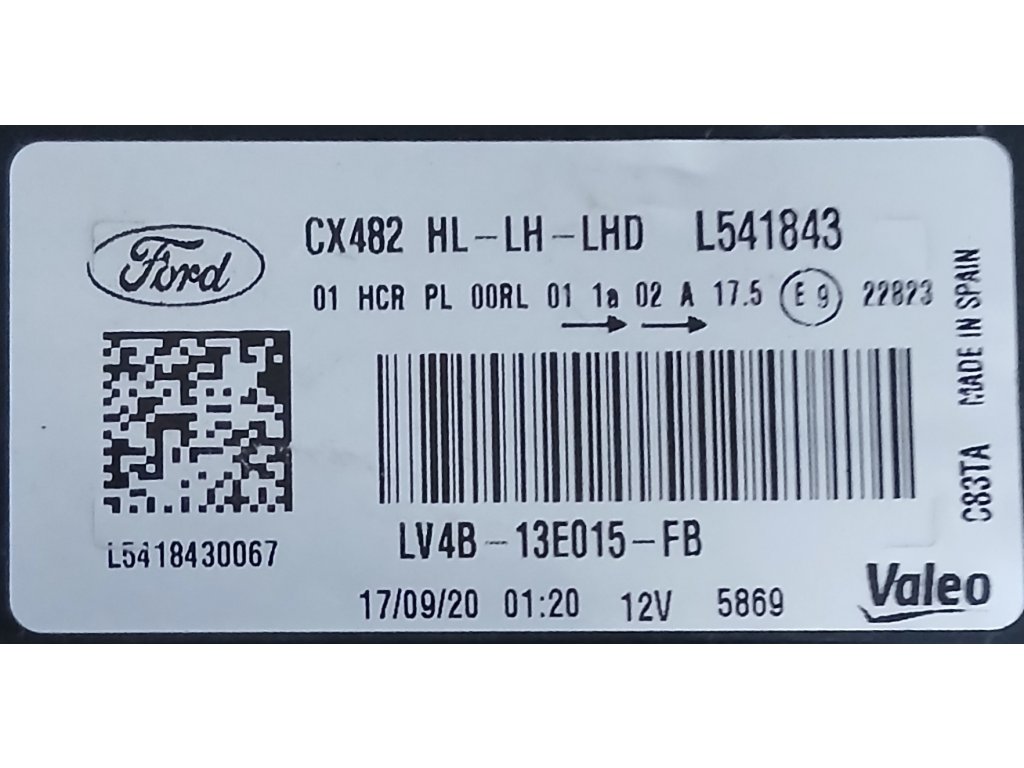 Ford
CX482 HL-LH-LHD L541843
01 HCR PL 00RL 01 1a 02 A 17.5 E 9 22823
MADE IN SPAIN
C83TA
L5418430067
LV4B-13E015-FB
17/09/20 01:20 12V 5869
Valeo